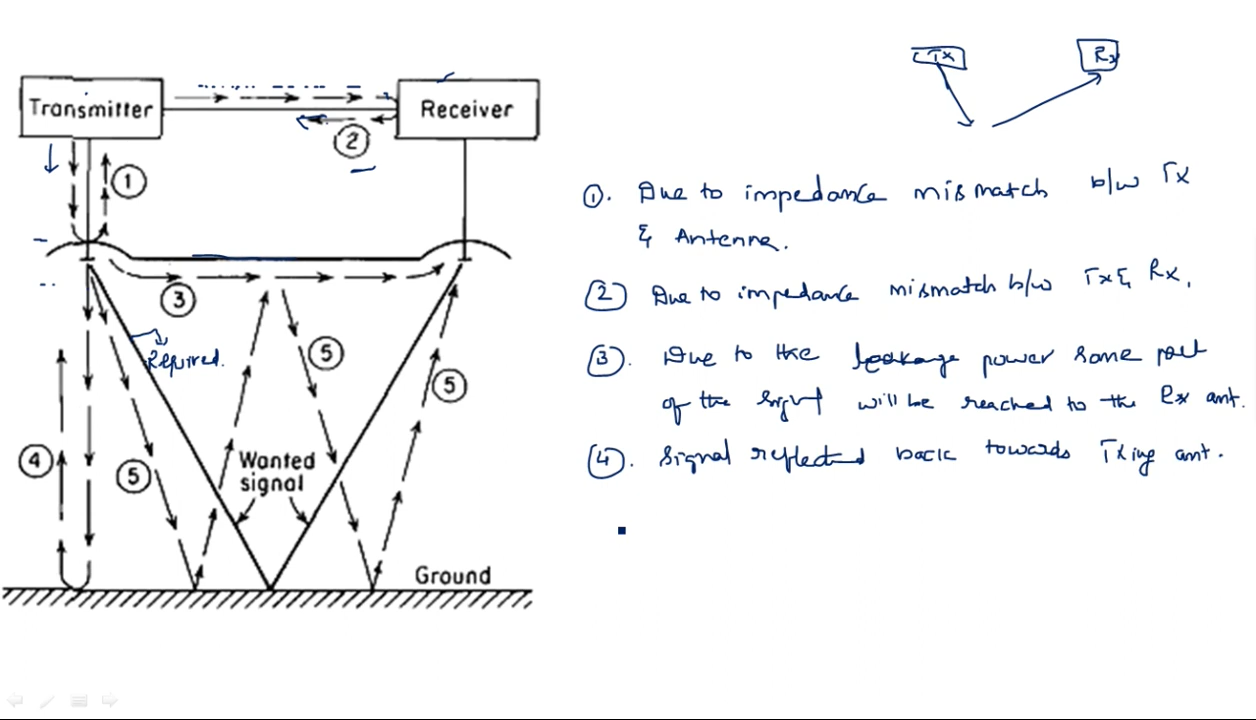 Tx
Rx
Transmitter
Receiver
①
②
③
Required.
④
⑤
⑤
⑤
⑤
Wanted
signal
Ground
①. Due to impedance mismatch b/w Tx
& Antenna.
② Due to impedance mismatch b/w Tx & Rx.
③. Due to the leakage power some part
of the signal will be reached to the Rx ant.
④. Signal reflected back towards Txing ant.